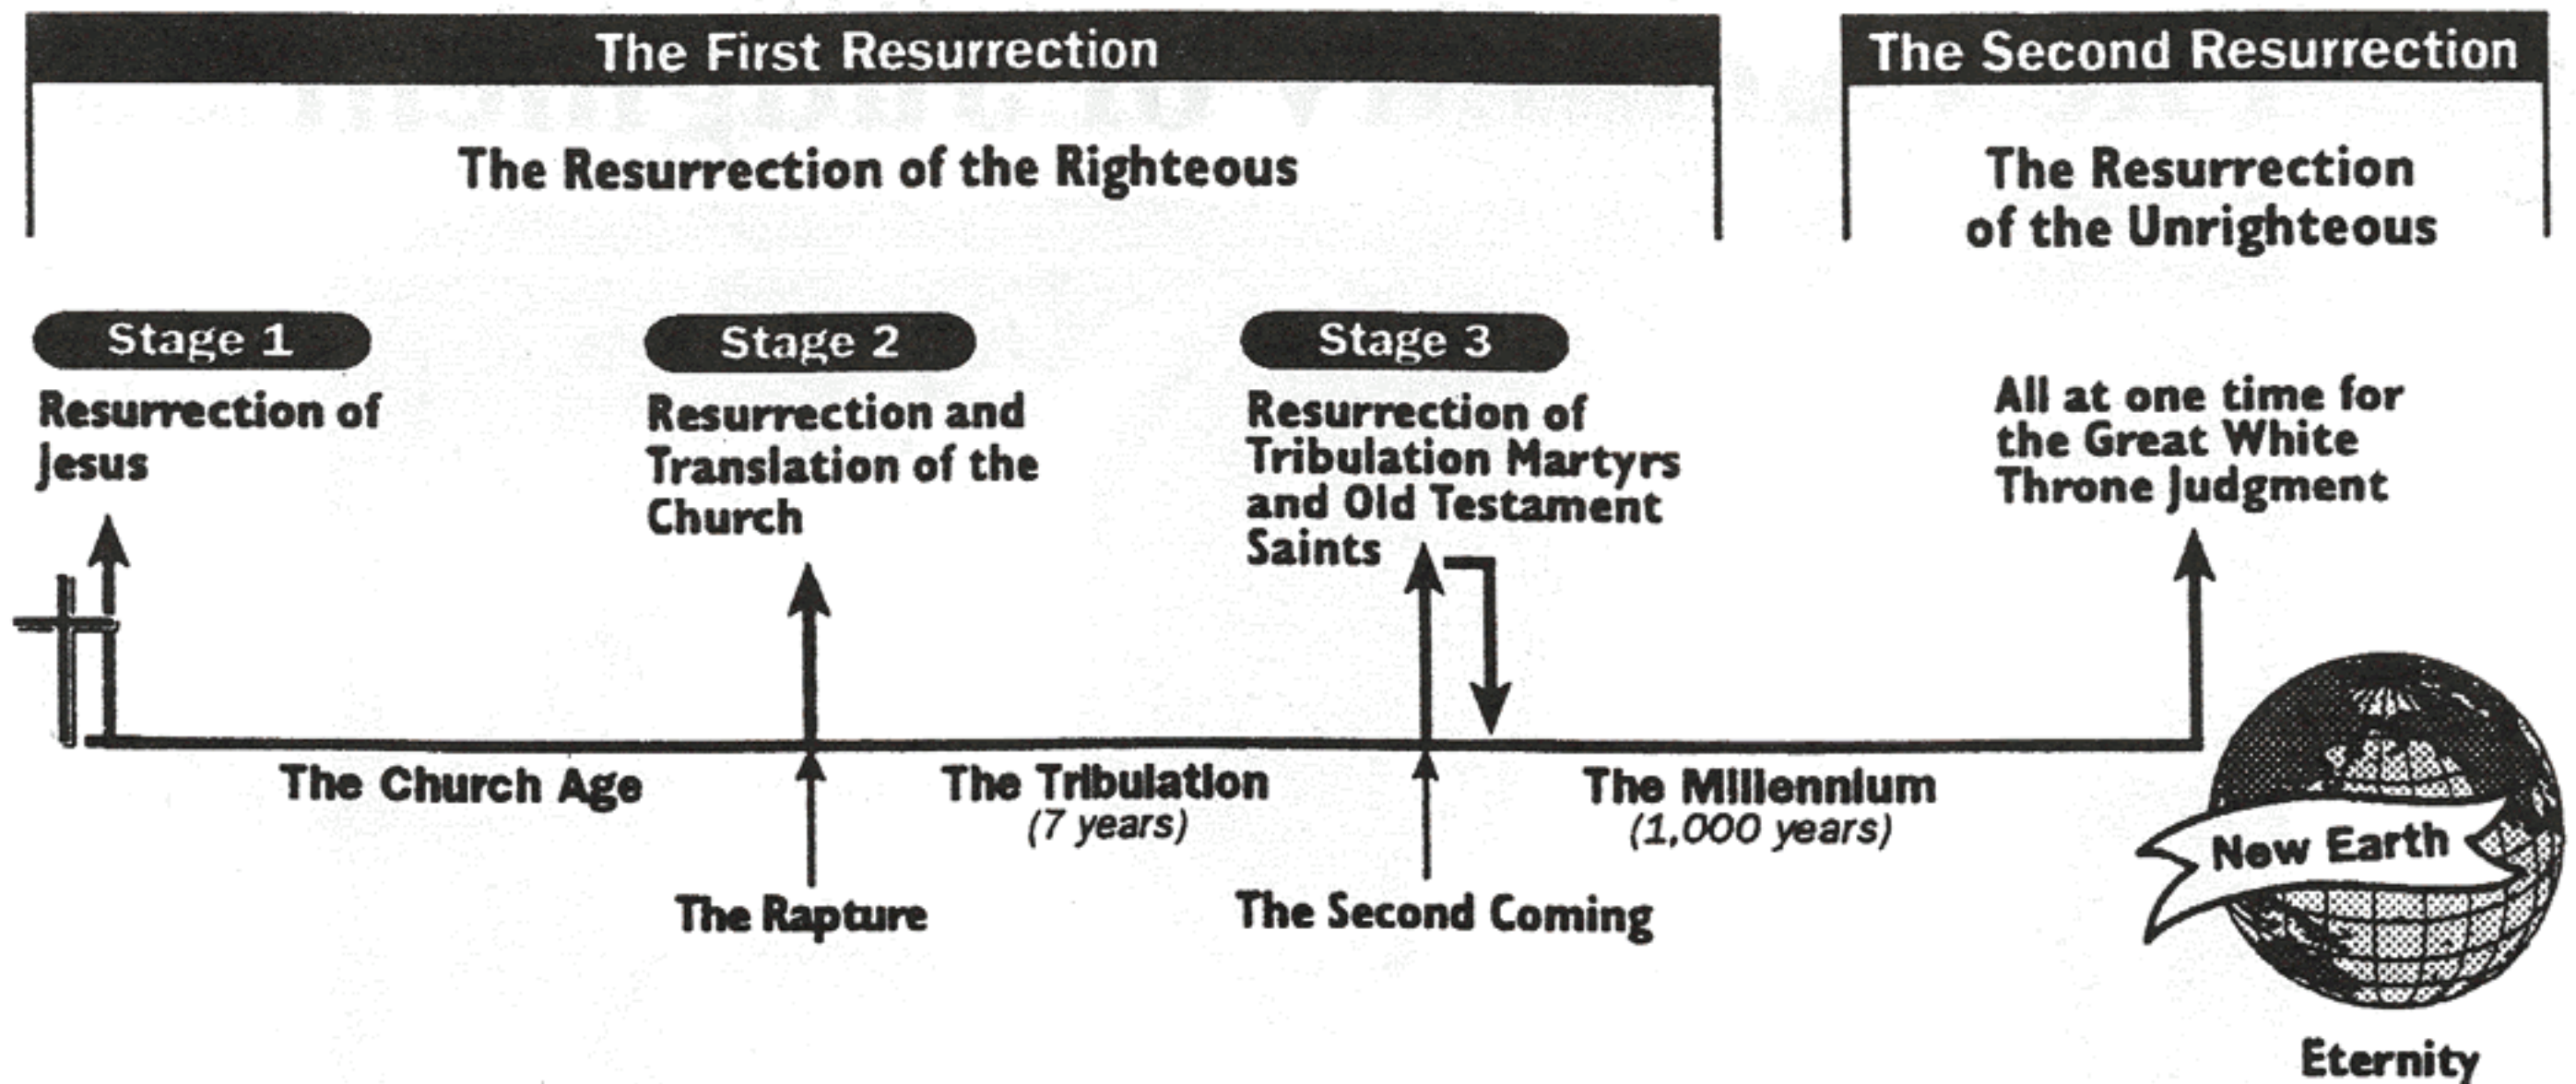 The First Resurrection
The Second Resurrection
The Resurrection of the Righteous
The Resurrection
of the Unrighteous
Stage 1
Resurrection of
Jesus
Stage 2
Resurrection and
Translation of the
Church
Stage 3
Resurrection of
Tribulation Martyrs
and Old Testament
Saints
All at one time for
the Great White
Throne Judgment
The Church Age
The Tribulation
(7 years)
The Millennium
(1,000 years)
New Earth
The Rapture
The Second Coming
Eternity